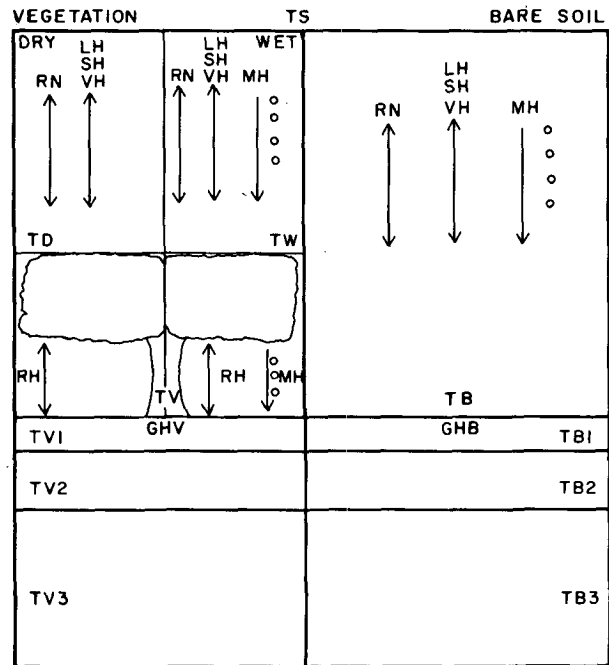 VEGETATION TS BARE SOIL
DRY LH SH VH RN
LH SH VH WET RN MH
LH SH VH RN MH
TD TW
RH RH MH
TV TB
GHV GHB
TV1 TB1
TV2 TB2
TV3 TB3